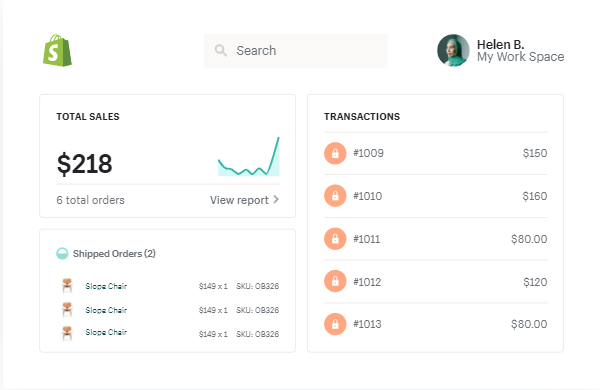 Search
Helen B.
My Work Space
TOTAL SALES
$218
6 total orders
View report
Shipped Orders (2)
Slope Chair $149 x 1 SKU: OB326
Slope Chair $149 x 1 SKU: OB326
Slope Chair $149 x 1 SKU: OB326
TRANSACTIONS
#1009 $150
#1010 $160
#1011 $80.00
#1012 $120
#1013 $80.00